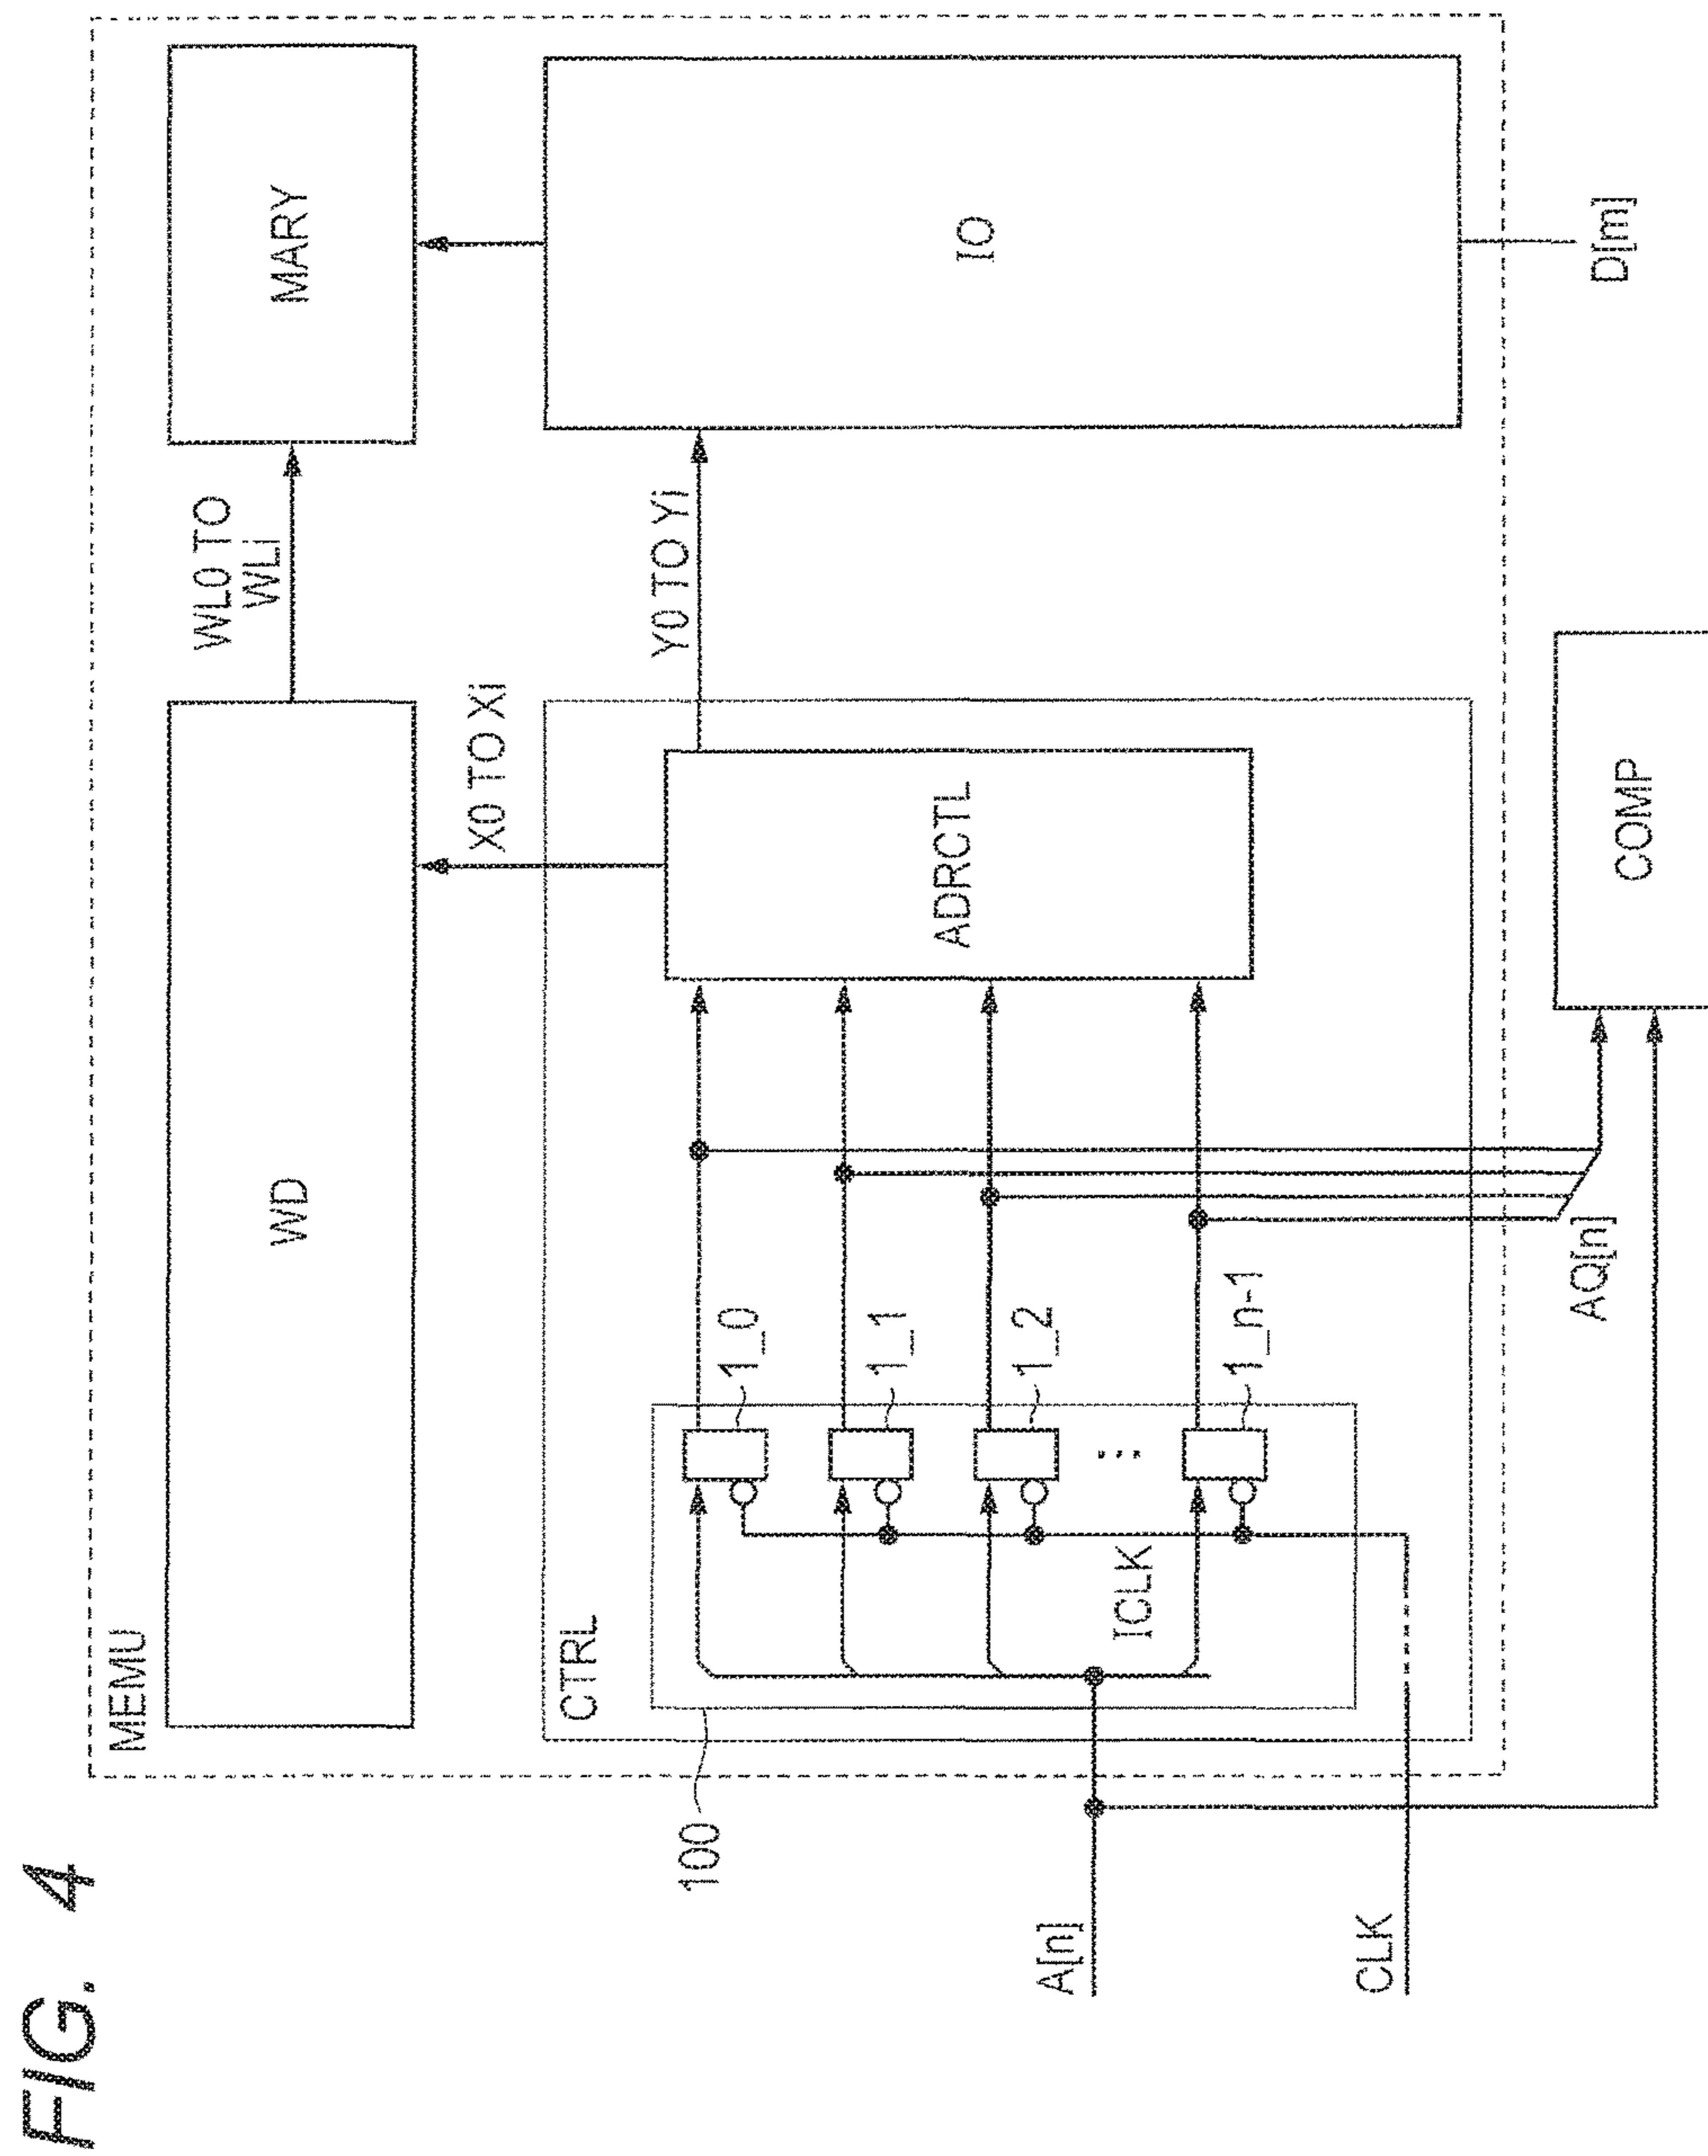 FIG. 4
MEMU
WD
WL0 TO
WLi
MARY
X0 TO Xi
CTRL
100
1_0
1_1
1_2
...
1_n-1
ICLK
ADRCTL
Y0 TO Yi
IO
A[n]
CLK
AQ[n]
COMP
D[m]